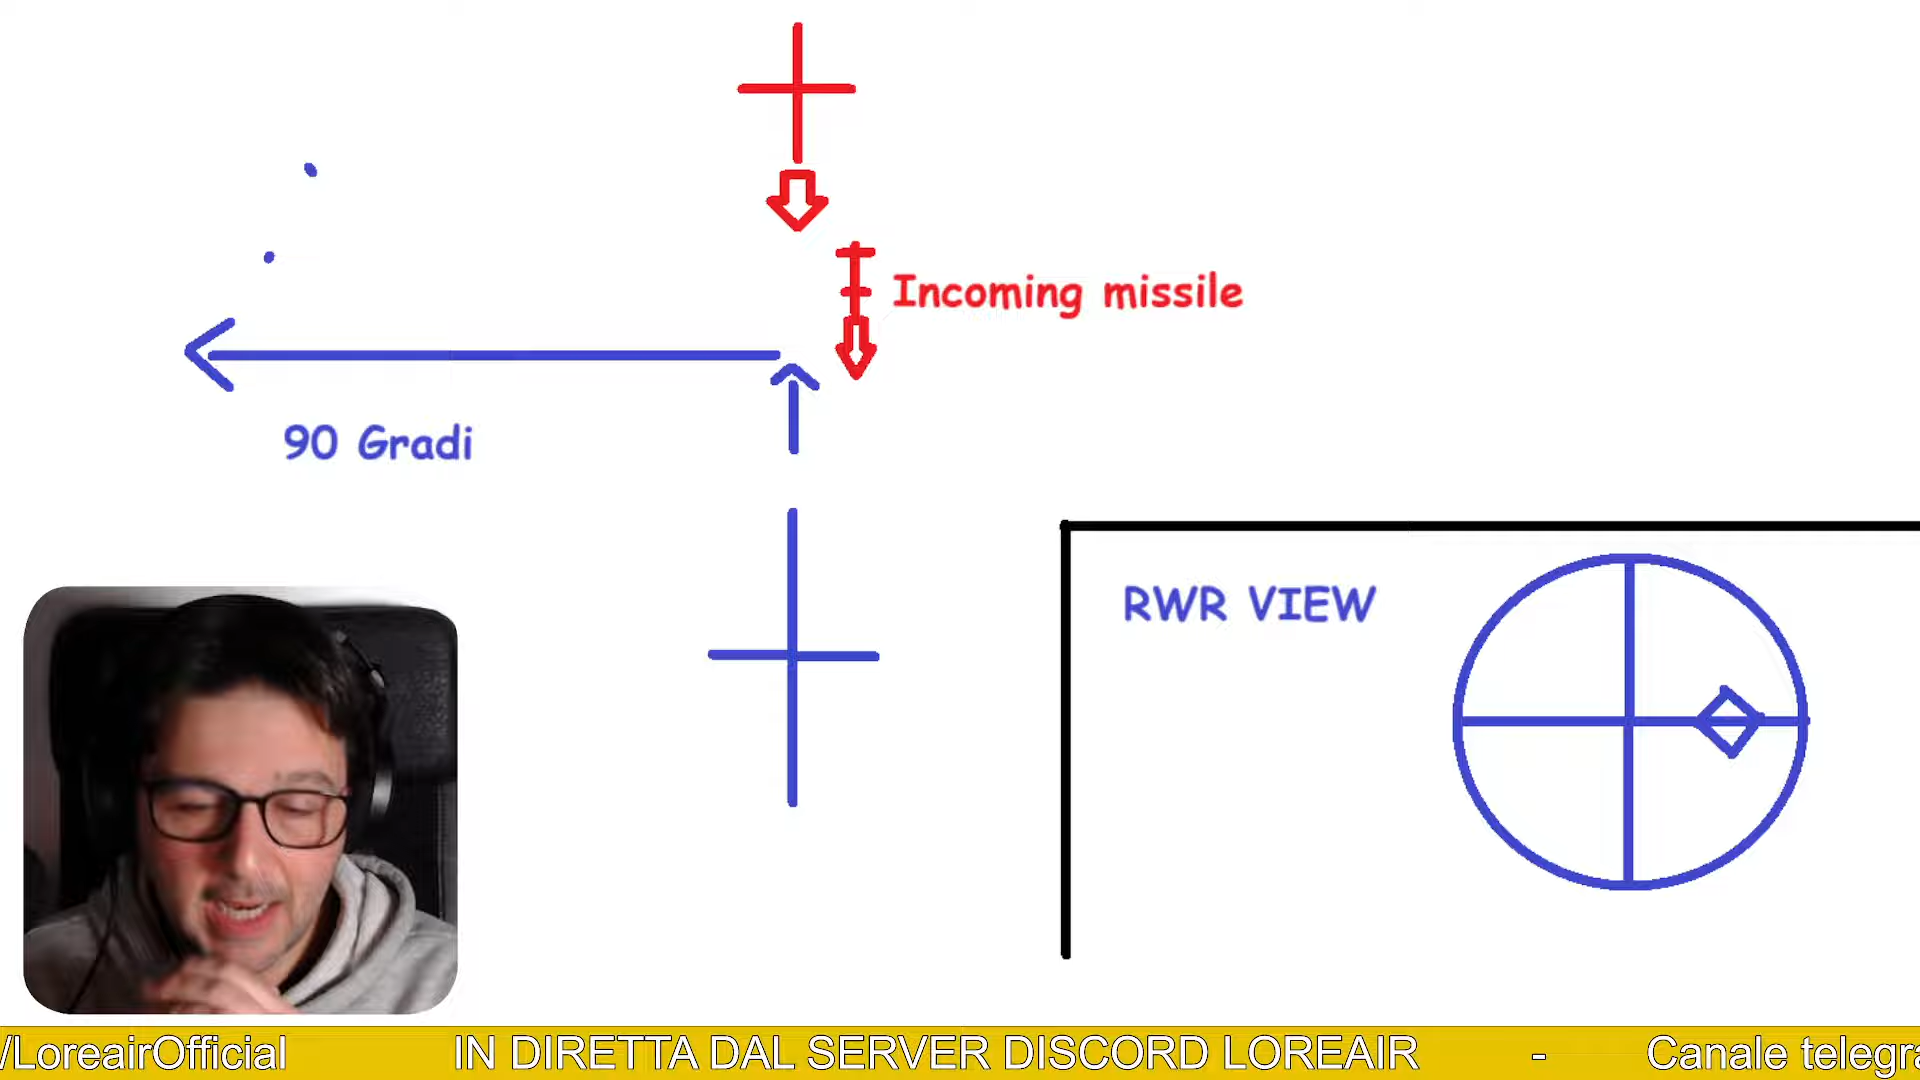 Incoming missile
90 Gradi
RWR VIEW
/LoreairOfficial IN DIRETTA DAL SERVER DISCORD LOREAIR - Canale telegra